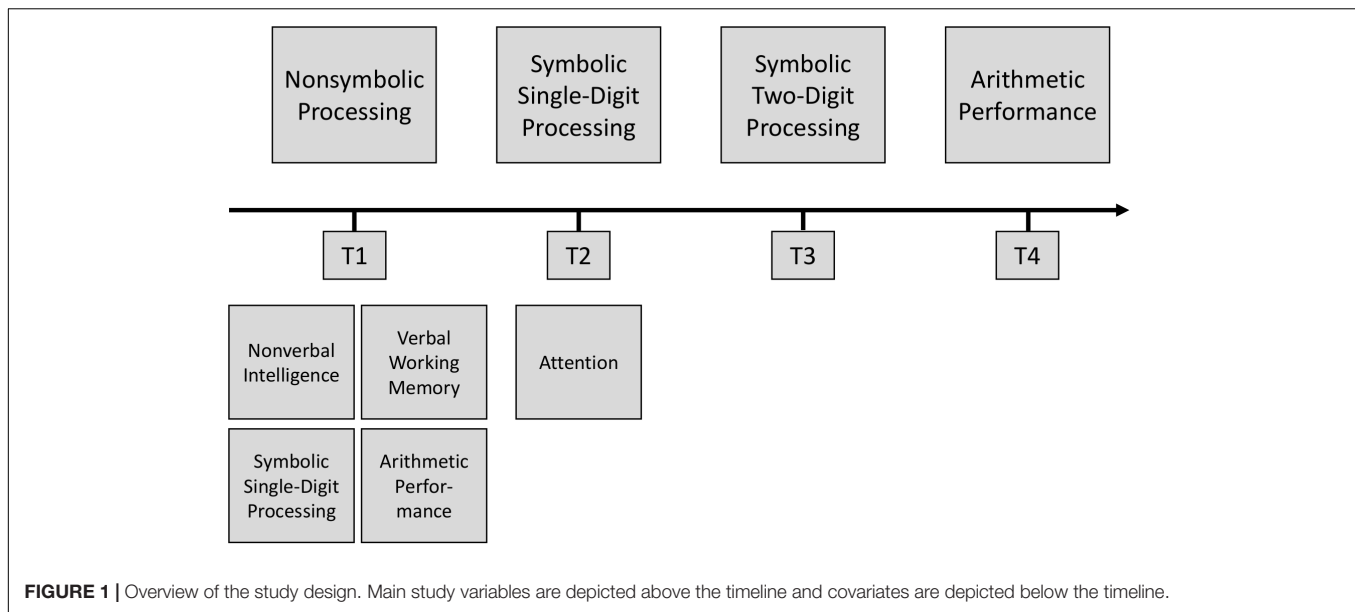 Nonsymbolic
Processing
Symbolic
Single-Digit
Processing
Symbolic
Two-Digit
Processing
Arithmetic
Performance
T1
T2
T3
T4
Nonverbal
Intelligence
Verbal
Working
Memory
Attention
Symbolic
Single-Digit
Processing
Arithmetic
Perfor-
mance
FIGURE 1 | Overview of the study design. Main study variables are depicted above the timeline and covariates are depicted below the timeline.